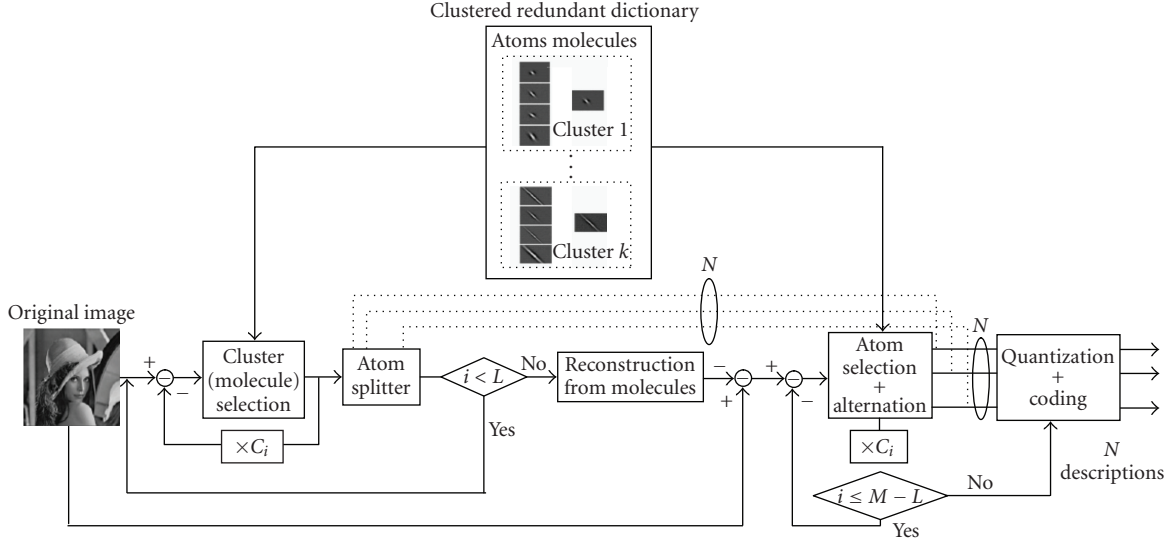 Clustered redundant dictionary
Atoms molecules
Cluster 1
Cluster k
N
Original image
+
−
Cluster
(molecule)
selection
×Ci
Atom
splitter
i < L
No
Yes
Reconstruction
from molecules
−
+
+
−
Atom
selection
+
alternation
×Ci
i ≤ M − L
No
Yes
N
Quantization
+
coding
N
descriptions